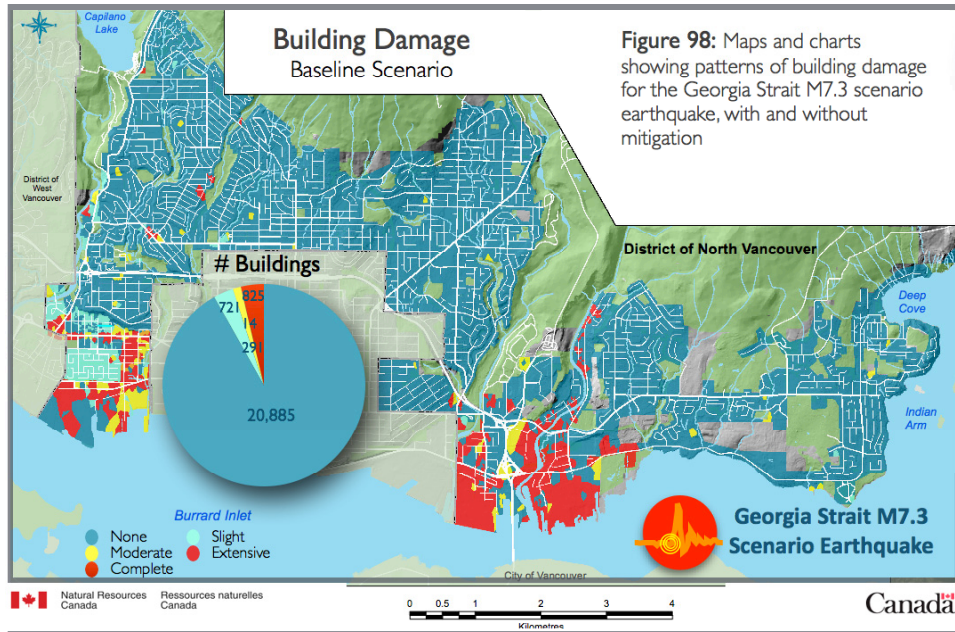 Capilano
Lake
Building Damage
Baseline Scenario
Figure 98: Maps and charts
showing patterns of building damage
for the Georgia Strait M7.3 scenario
earthquake, with and without
mitigation
District of
West
Vancouver
District of North Vancouver
# Buildings
825
721
14
291
20,885
Deep
Cove
Indian
Arm
Burrard Inlet
None
Slight
Moderate
Extensive
Complete
Georgia Strait M7.3
Scenario Earthquake
City of Vancouver
Natural Resources
Canada
Ressources naturelles
Canada
0 0.5 1 2 3 4
Kilometres
Canada